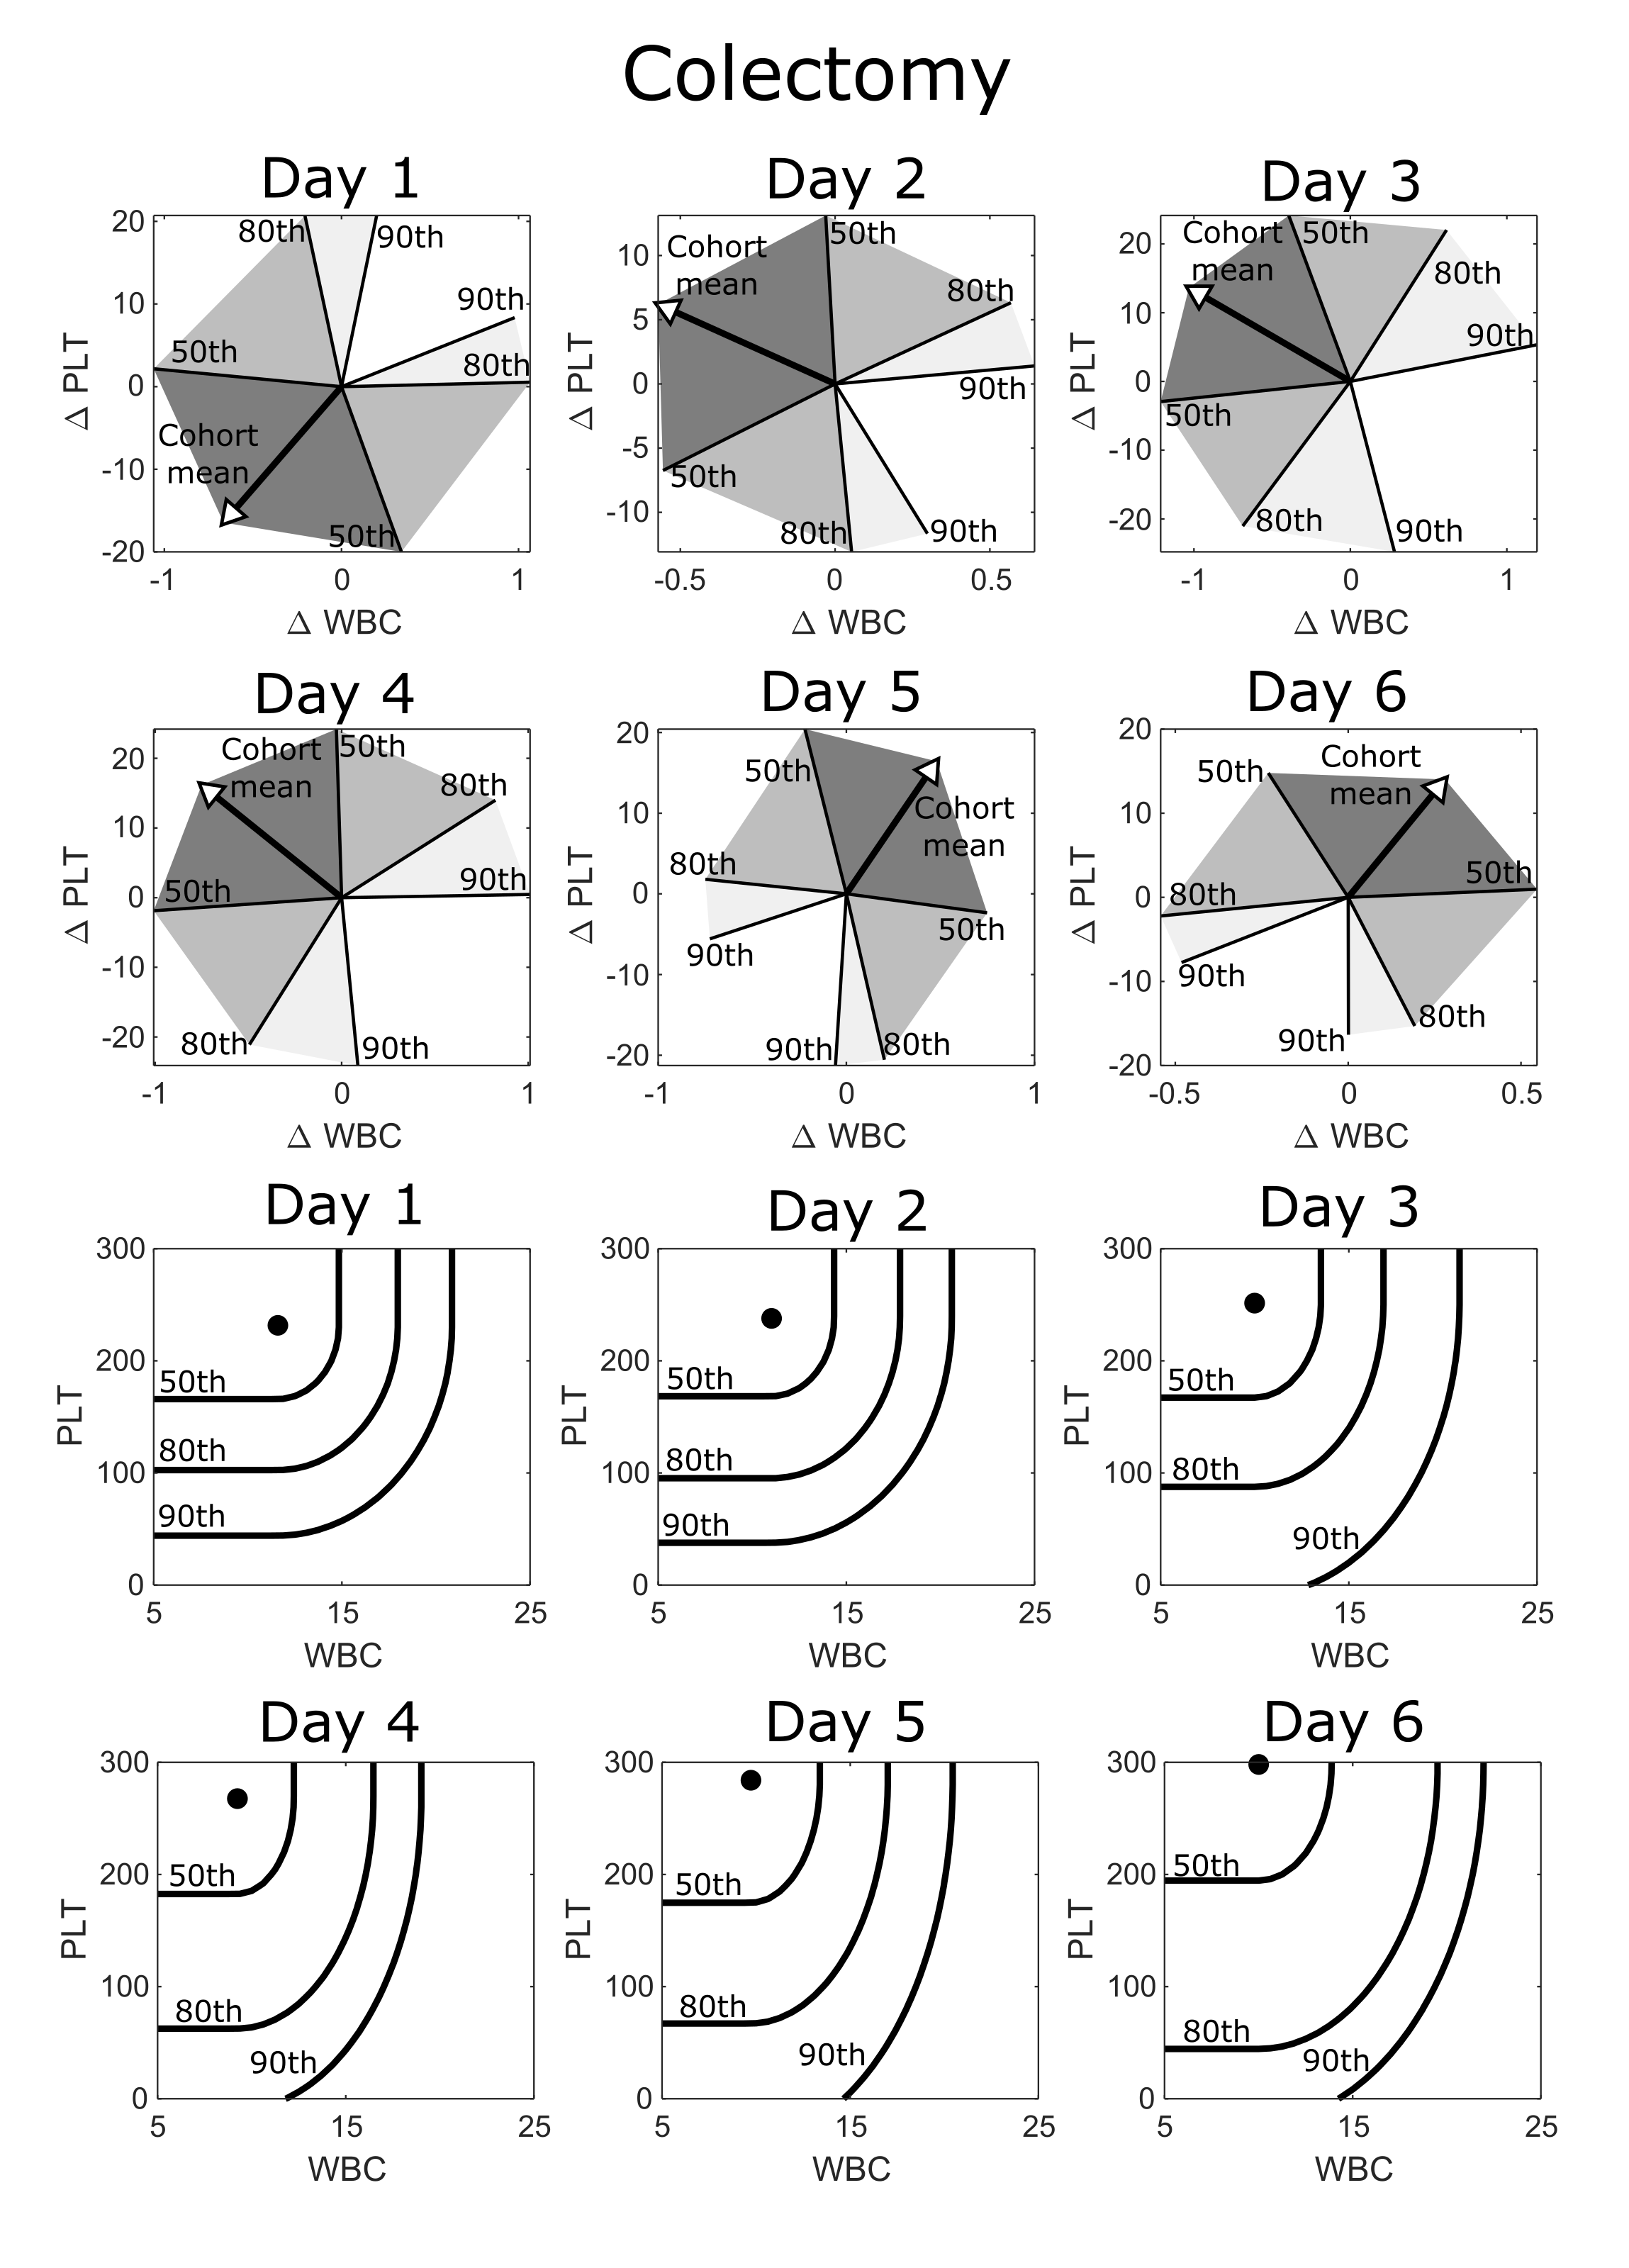 Colectomy
Day 1
Day 2
Day 3
20
10
0
-10
-20
Δ PLT
80th
90th
90th
80th
50th
50th
Cohort
mean
-1
0
1
Δ WBC
10
5
0
-5
-10
Δ PLT
Cohort
mean
50th
80th
90th
50th
80th
90th
-0.5
0
0.5
Δ WBC
20
10
0
-10
-20
Δ PLT
Cohort
mean
50th
80th
90th
50th
80th
90th
-1
0
1
Δ WBC
Day 4
Day 5
Day 6
20
10
0
-10
-20
Δ PLT
Cohort
mean
50th
80th
90th
50th
80th
90th
-1
0
1
Δ WBC
20
10
0
-10
-20
Δ PLT
50th
Cohort
mean
80th
50th
90th
90th
80th
-1
0
1
Δ WBC
20
10
0
-10
-20
Δ PLT
Cohort
mean
50th
50th
80th
90th
80th
90th
-0.5
0
0.5
Δ WBC
Day 1
Day 2
Day 3
300
200
100
0
PLT
50th
80th
90th
5
15
25
WBC
300
200
100
0
PLT
50th
80th
90th
5
15
25
WBC
300
200
100
0
PLT
50th
80th
90th
5
15
25
WBC
Day 4
Day 5
Day 6
300
200
100
0
PLT
50th
80th
90th
5
15
25
WBC
300
200
100
0
PLT
50th
80th
90th
5
15
25
WBC
300
200
100
0
PLT
50th
80th
90th
5
15
25
WBC